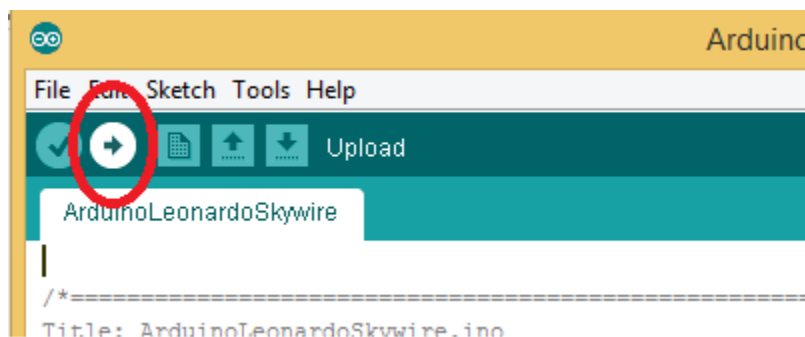 Arduino
File Edit Sketch Tools Help
Upload
ArduinoLeonardoSkywire
/*====================================================
Title: ArduinoLeonardoSkywire.ino